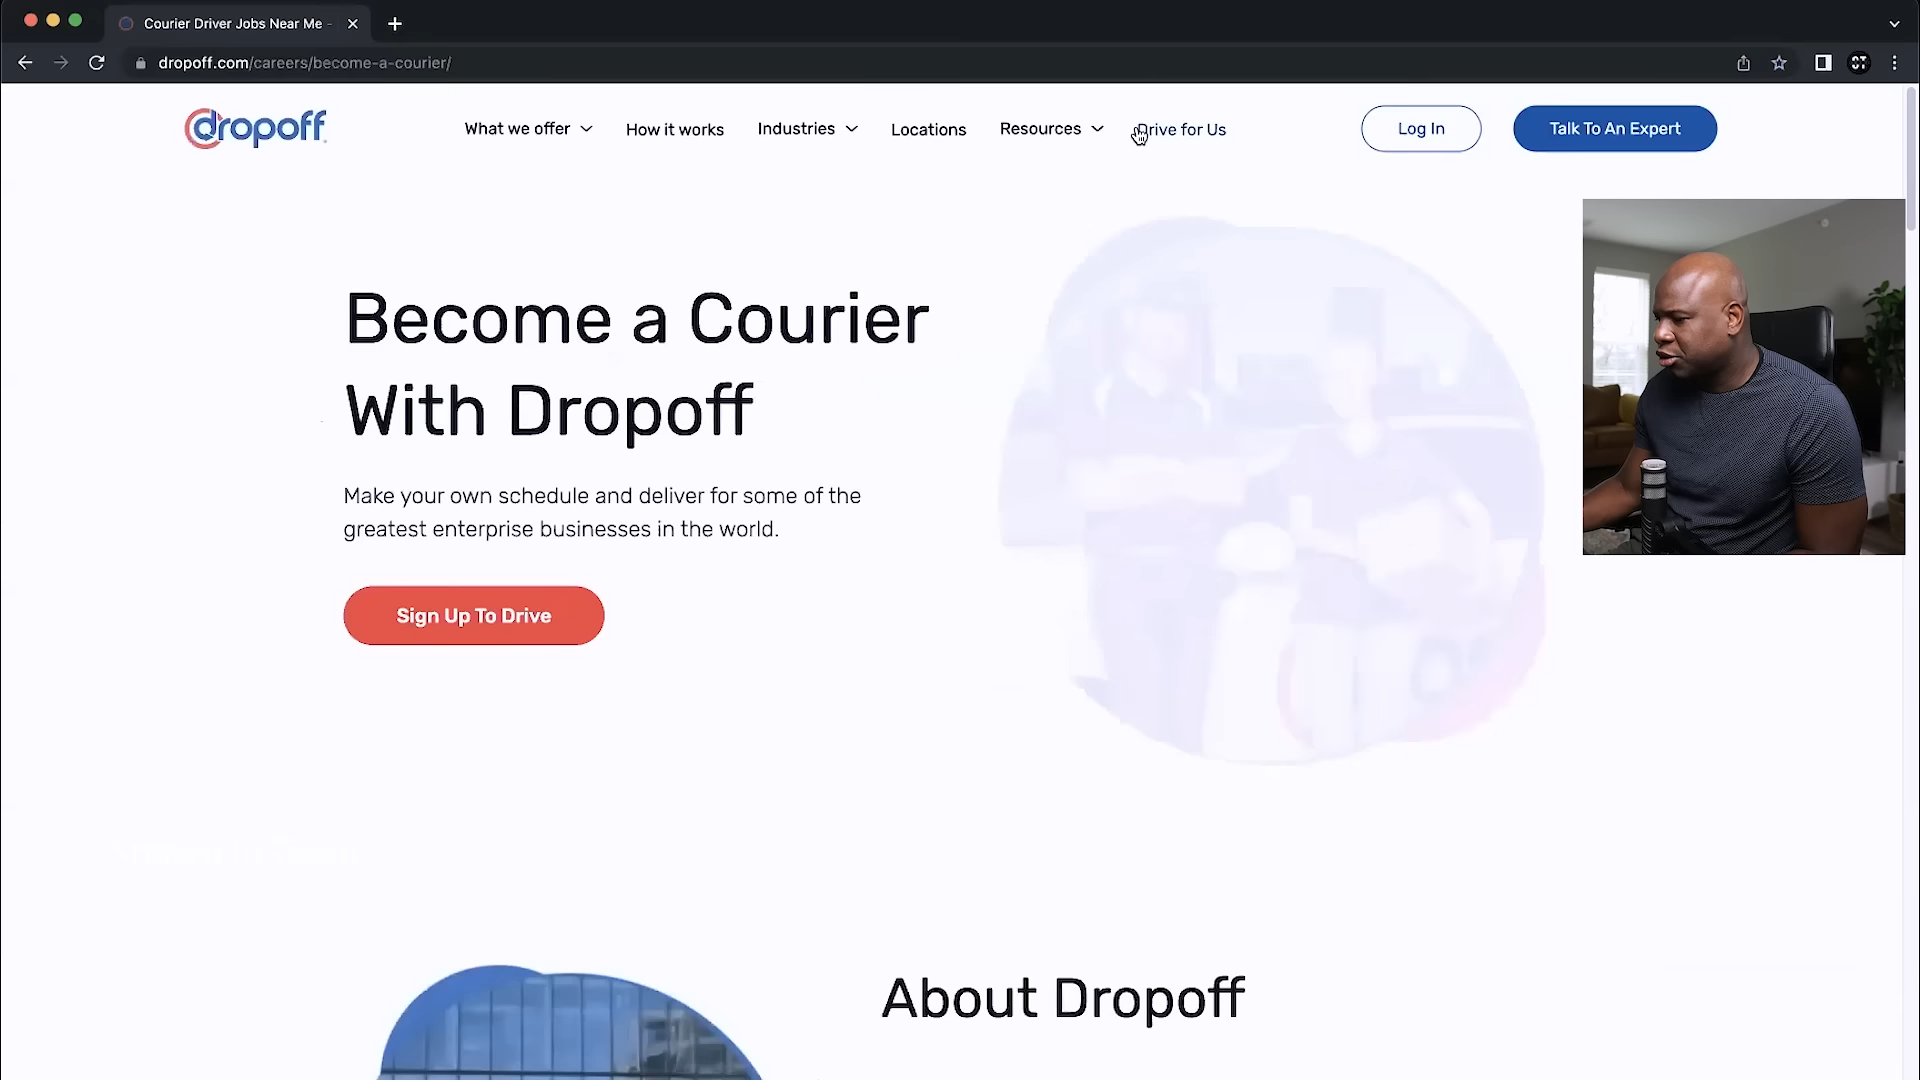 Courier Driver Jobs Near Me -
dropoff.com/careers/become-a-courier/
dropoff
What we offer
How it works
Industries
Locations
Resources
Drive for Us
Log In
Talk To An Expert
Become a Courier
With Dropoff
Make your own schedule and deliver for some of the
greatest enterprise businesses in the world.
Sign Up To Drive
About Dropoff